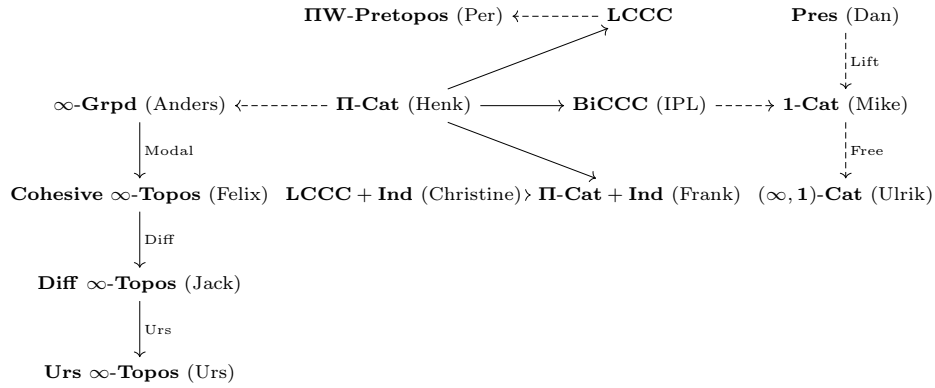 ΠW-Pretopos (Per) LCCC Pres (Dan)
Lift
∞-Grpd (Anders) Π-Cat (Henk) BiCCC (IPL) 1-Cat (Mike)
Modal Free
Cohesive ∞-Topos (Felix) LCCC + Ind (Christine) Π-Cat + Ind (Frank) (∞, 1)-Cat (Ulrik)
Diff
Diff ∞-Topos (Jack)
Urs
Urs ∞-Topos (Urs)